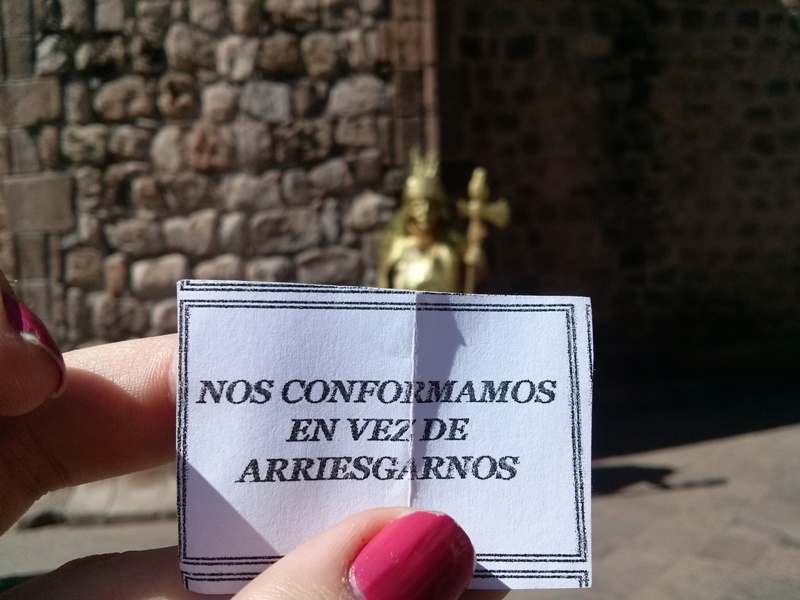 NOS CONFORMAMOS
EN VEZ DE
ARRIESGARNOS